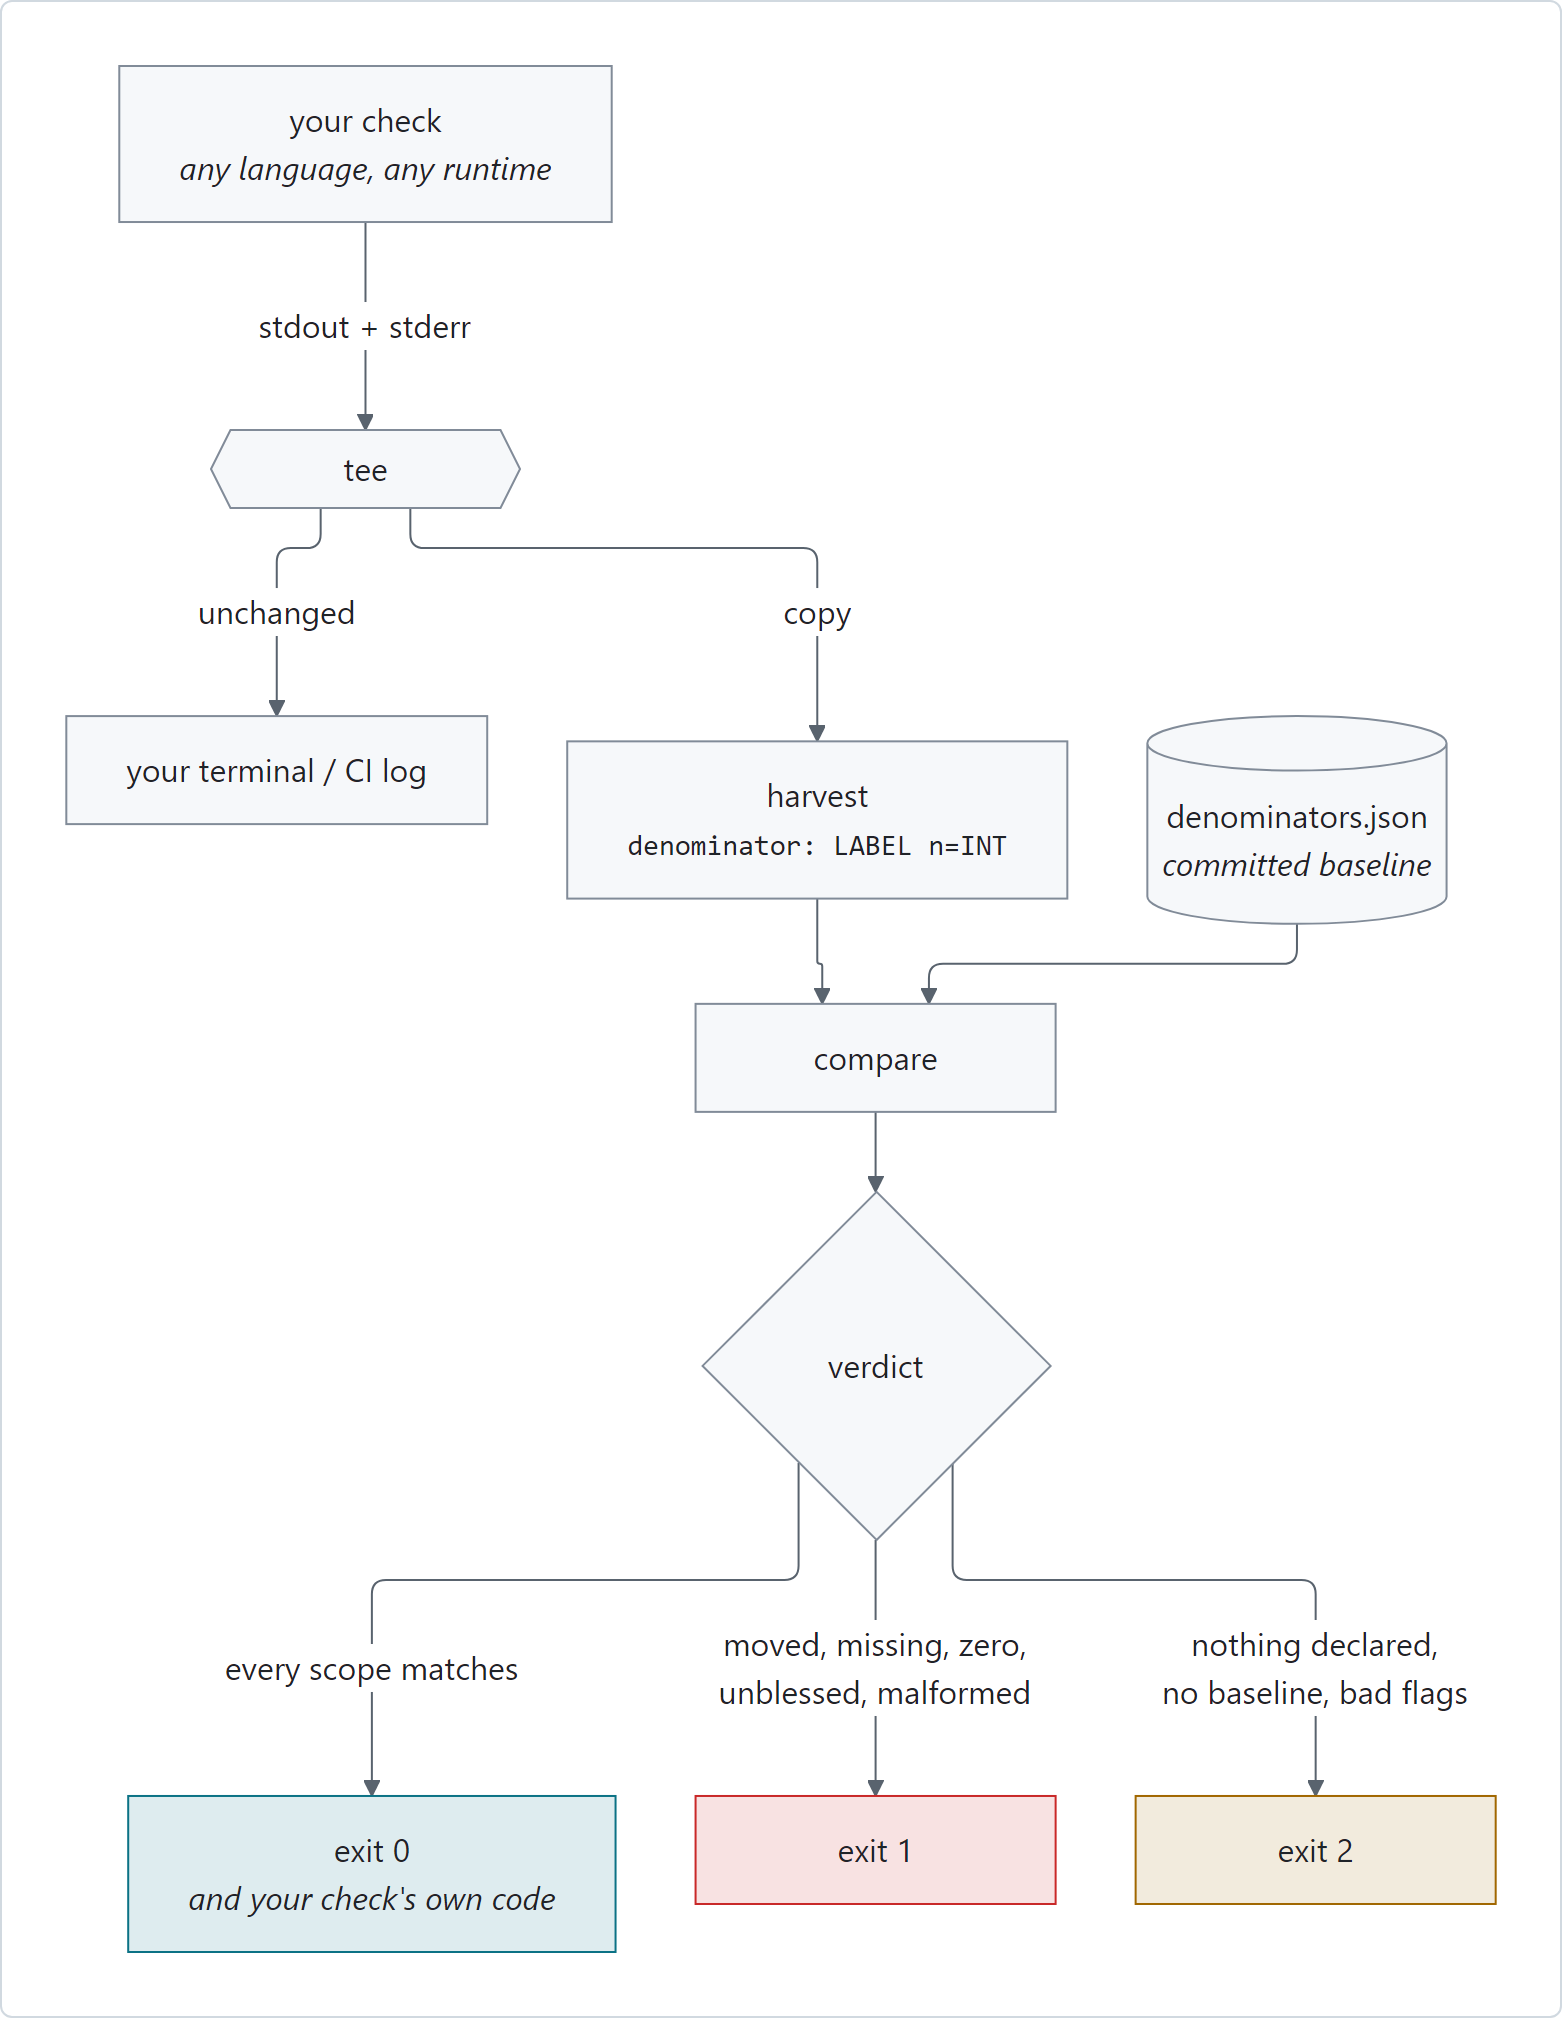 your check
any language, any runtime
stdout + stderr
tee
unchanged
copy
your terminal / CI log
harvest
denominator: LABEL n=INT
denominators.json
committed baseline
compare
verdict
every scope matches
moved, missing, zero,
unblessed, malformed
nothing declared,
no baseline, bad flags
exit 0
and your check's own code
exit 1
exit 2